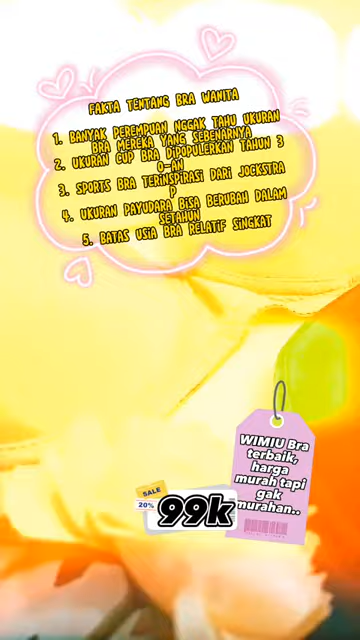 FAKTA TENTANG BRA WANITA
1. BANYAK PEREMPUAN NGGAK TAHU UKURAN
BRA MEREKA YANG SEBENARNYA
2. UKURAN CUP BRA DIPOPULERKAN TAHUN 3
0-AN
3. SPORTS BRA TERINSPIRASI DARI JOCKSTRA
P
4. UKURAN PAYUDARA BISA BERUBAH DALAM
SETAHUN
5. BATAS USIA BRA RELATIF SINGKAT
WIMIU Bra
terbaik,
harga
murah tapi
gak
murahan..
SALE
20%
99k